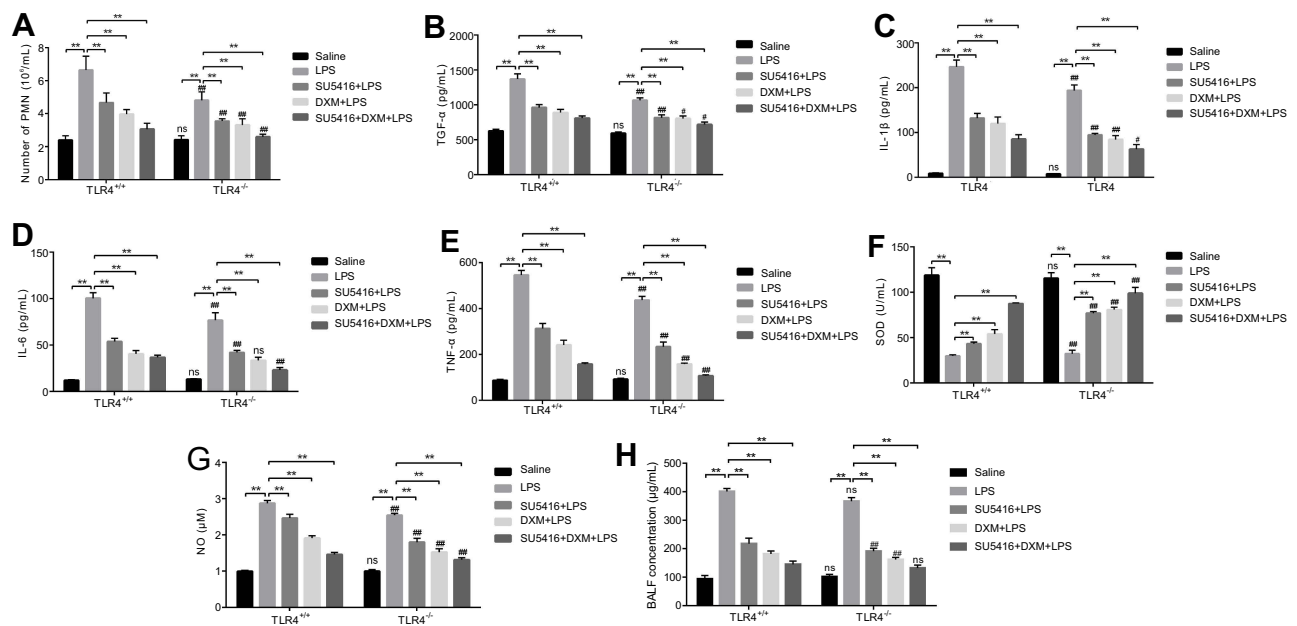 A
Number of PMN (10⁶/mL)
8
6
4
2
0
**
**
**
**
**
**
**
**
ns
##
##
##
##
TLR4+/+
TLR4-/-
Saline
LPS
SU5416+LPS
DXM+LPS
SU5416+DXM+LPS
B
TGF-α (pg/mL)
2000
1500
1000
500
0
**
**
**
**
**
**
**
**
ns
##
##
#
#
TLR4+/+
TLR4-/-
Saline
LPS
SU5416+LPS
DXM+LPS
SU5416+DXM+LPS
C
IL-1β (pg/mL)
300
200
100
0
**
**
**
**
**
**
**
**
ns
##
##
##
#
TLR4
TLR4
Saline
LPS
SU5416+LPS
DXM+LPS
SU5416+DXM+LPS
D
IL-6 (pg/mL)
150
100
50
0
**
**
**
**
**
**
**
**
ns
##
##
ns
##
TLR4+/+
TLR4-/-
Saline
LPS
SU5416+LPS
DXM+LPS
SU5416+DXM+LPS
E
TNF-α (pg/mL)
600
400
200
0
**
**
**
**
**
**
**
**
##
##
##
##
TLR4+/+
TLR4-/-
Saline
LPS
SU5416+LPS
DXM+LPS
SU5416+DXM+LPS
F
SOD (U/mL)
150
100
50
0
**
**
**
**
**
**
**
**
ns
##
##
##
##
TLR4+/+
TLR4-/-
Saline
LPS
SU5416+LPS
DXM+LPS
SU5416+DXM+LPS
G
NO (μM)
4
3
2
1
0
**
**
**
**
**
**
**
**
ns
##
##
##
##
TLR4+/+
TLR4-/-
Saline
LPS
SU5416+LPS
DXM+LPS
SU5416+DXM+LPS
H
BALF concentration (μg/mL)
500
400
300
200
100
0
**
**
**
**
**
**
**
**
ns
ns
##
##
ns
TLR4+/+
TLR4-/-
Saline
LPS
SU5416+LPS
DXM+LPS
SU5416+DXM+LPS